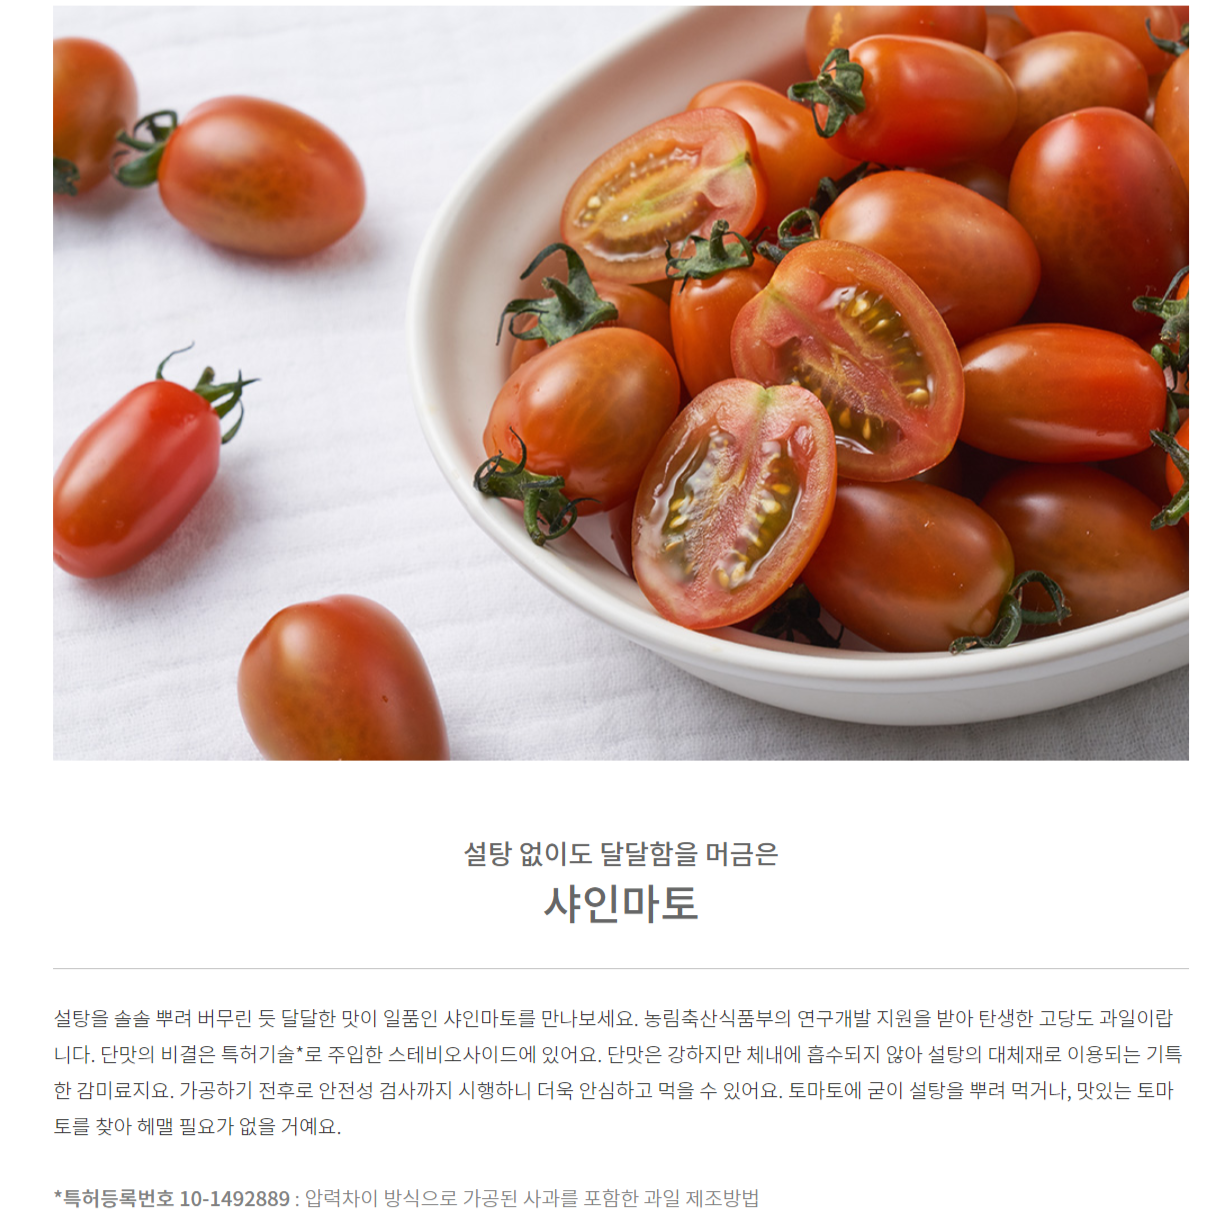 설탕 없이도 달달함을 머금은
샤인마토
설탕을 솔솔 뿌려 버무린 듯 달달한 맛이 일품인 샤인마토를 만나보세요. 농림축산식품부의 연구개발 지원을 받아 탄생한 고당도 과일이랍
니다. 단맛의 비결은 특허기술*로 주입한 스테비오사이드에 있어요. 단맛은 강하지만 체내에 흡수되지 않아 설탕의 대체재로 이용되는 기특
한 감미료지요. 가공하기 전후로 안전성 검사까지 시행하니 더욱 안심하고 먹을 수 있어요. 토마토에 굳이 설탕을 뿌려 먹거나, 맛있는 토마
토를 찾아 헤맬 필요가 없을 거예요.
*특허등록번호 10-1492889 : 압력차이 방식으로 가공된 사과를 포함한 과일 제조방법